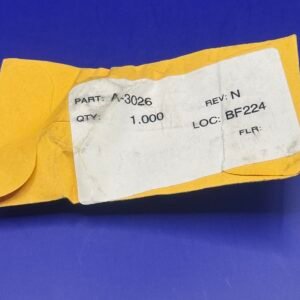 PART: A-3026 REV: N
QTY: 1.000 LOC: BF224
FLR: